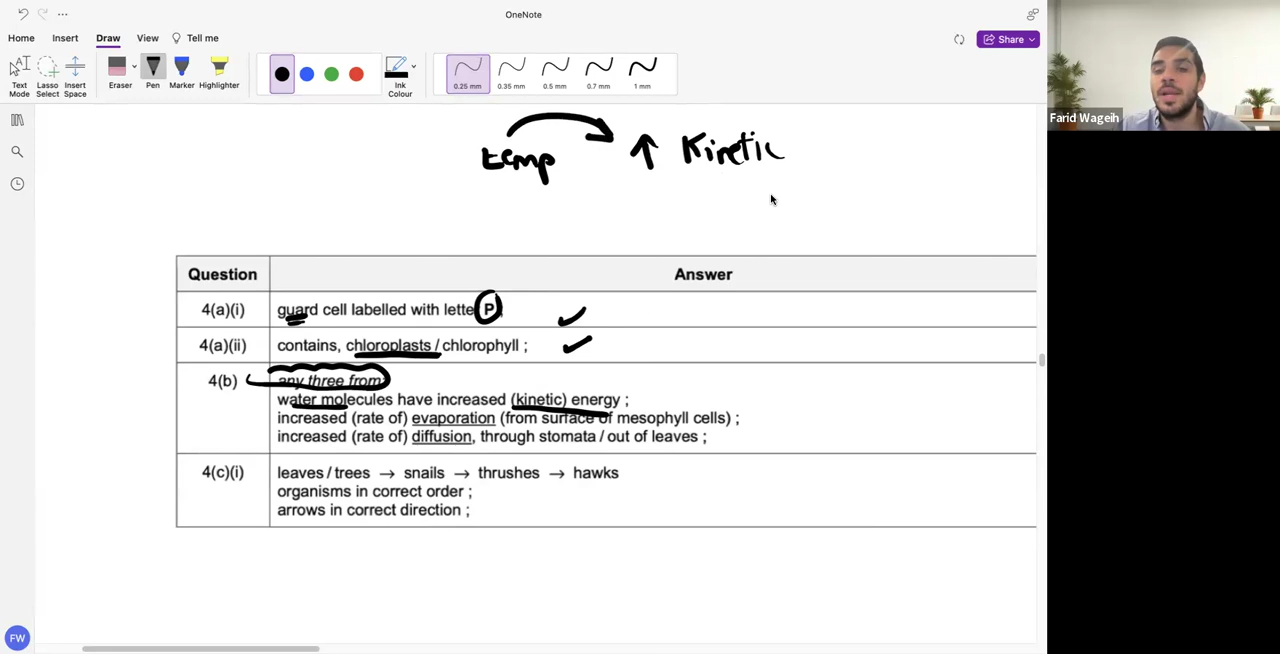 OneNote
Home Insert Draw View Tell me
Share
Text Mode
Lasso Select
Insert Space
Eraser Pen Marker Highlighter
Ink Colour
0.25 mm 0.35 mm 0.5 mm 0.7 mm 1 mm
Farid Wageih
temp ↑ Kinetic
Question Answer
4(a)(i) guard cell labelled with lette P ;
4(a)(ii) contains, chloroplasts / chlorophyll ;
4(b) any three from:
water molecules have increased (kinetic) energy ;
increased (rate of) evaporation (from surface of mesophyll cells) ;
increased (rate of) diffusion, through stomata / out of leaves ;
4(c)(i) leaves / trees → snails → thrushes → hawks
organisms in correct order ;
arrows in correct direction ;
FW